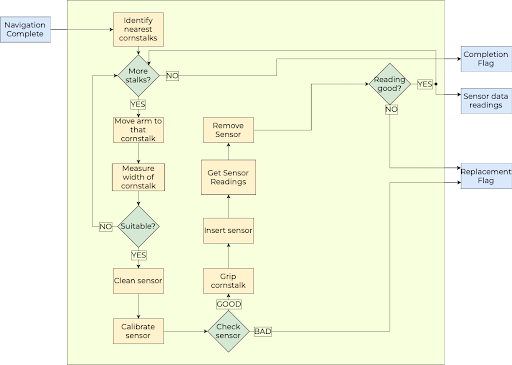 Navigation
Complete
Identify
nearest
cornstalks
More
stalks?
NO
YES
Move arm to
that
cornstalk
Measure
width of
cornstalk
Suitable?
NO
YES
Clean sensor
Calibrate
sensor
Check
sensor
BAD
GOOD
Grip
cornstalk
Insert sensor
Get Sensor
Readings
Remove
Sensor
Reading
good?
YES
NO
Completion
Flag
Sensor data
readings
Replacement
Flag